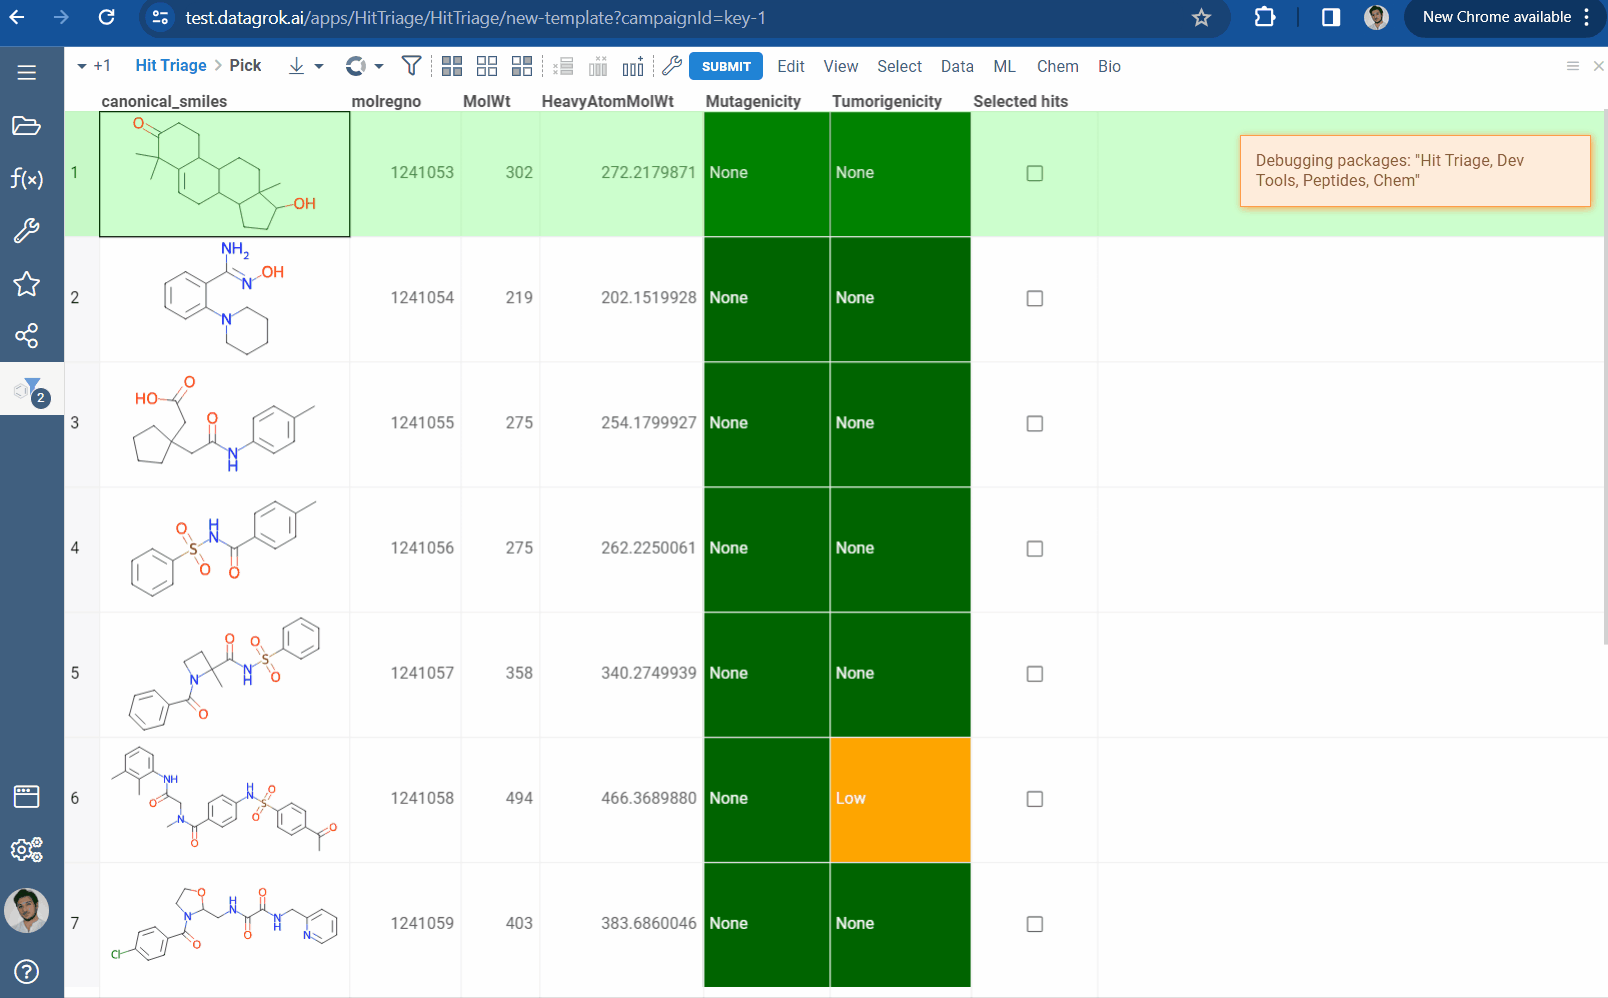 test.datagrok.ai/apps/HitTriage/HitTriage/new-template?campaignId=key-1
New Chrome available
+1 Hit Triage > Pick SUBMIT Edit View Select Data ML Chem Bio
canonical_smiles molregno MolWt HeavyAtomMolWt Mutagenicity Tumorigenicity Selected hits
f(x)
2
Debugging packages: "Hit Triage, Dev
Tools, Peptides, Chem"
O
OH
1 1241053 302 272.2179871 None None
NH2
OH
N
N
2 1241054 219 202.1519928 None None
O
HO
O
N
H
3 1241055 275 254.1799927 None None
H
O N
S
O O
4 1241056 275 262.2250061 None None
O O
S
N
H O
N
O
5 1241057 358 340.2749939 None None
NH
H
O N O
S
N O
O
O
6 1241058 494 466.3689880 None Low
O H O
N
N N
O O H N
Cl
7 1241059 403 383.6860046 None None